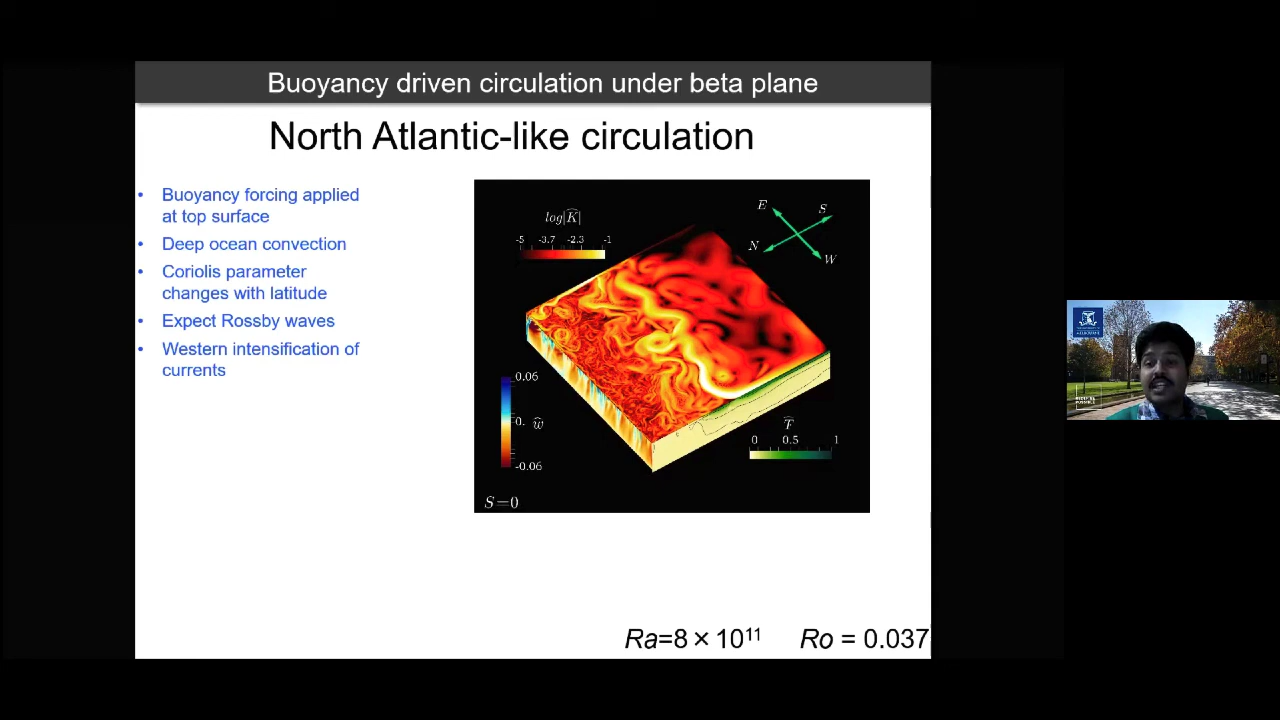 Buoyancy driven circulation under beta plane
North Atlantic-like circulation
• Buoyancy forcing applied
at top surface
• Deep ocean convection
• Coriolis parameter
changes with latitude
• Expect Rossby waves
• Western intensification of
currents
log|K̂|
-5 -3.7 -2.3 -1
E
S
N
W
0.06
0. ŵ
-0.06
T̂
0 0.5 1
S=0
Ra=8×10¹¹ Ro = 0.037
MELBOURNE